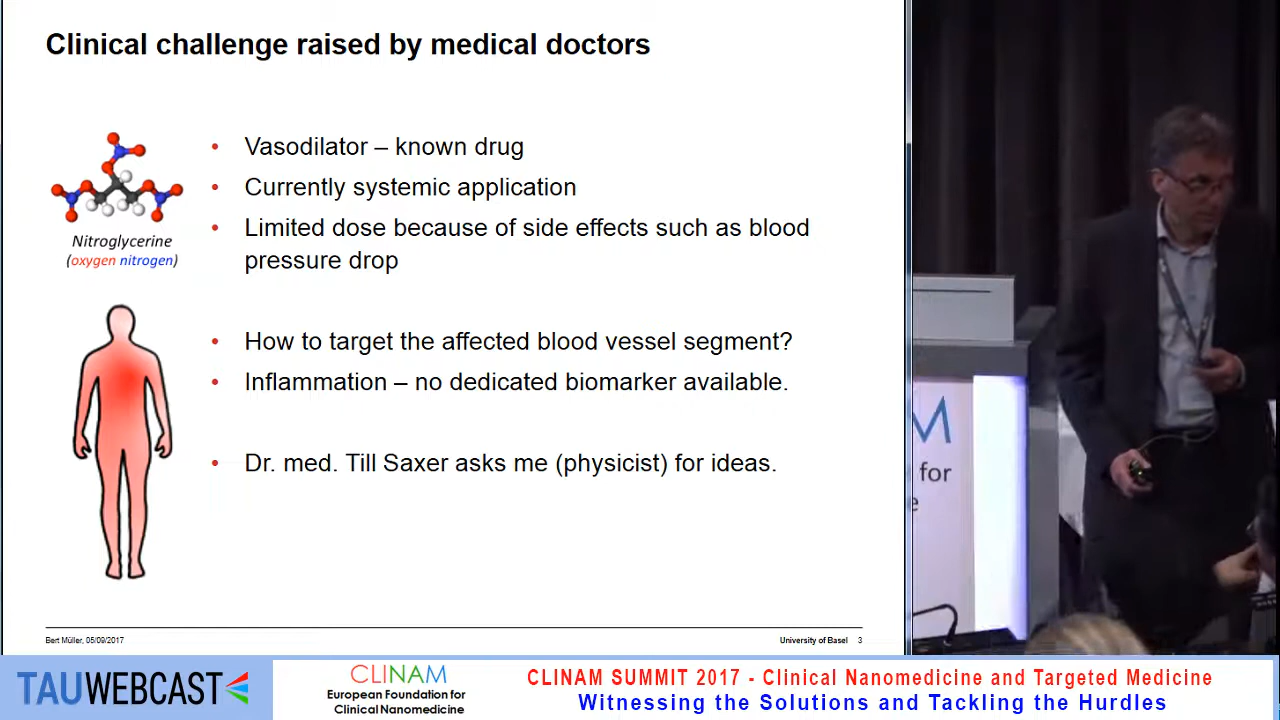 Clinical challenge raised by medical doctors
Nitroglycerine
(oxygen nitrogen)
• Vasodilator – known drug
• Currently systemic application
• Limited dose because of side effects such as blood
pressure drop
• How to target the affected blood vessel segment?
• Inflammation – no dedicated biomarker available.
• Dr. med. Till Saxer asks me (physicist) for ideas.
Bert Müller, 05/09/2017
University of Basel 3
for
TAUWEBCAST
CLINAM
European Foundation for
Clinical Nanomedicine
CLINAM SUMMIT 2017 - Clinical Nanomedicine and Targeted Medicine
Witnessing the Solutions and Tackling the Hurdles